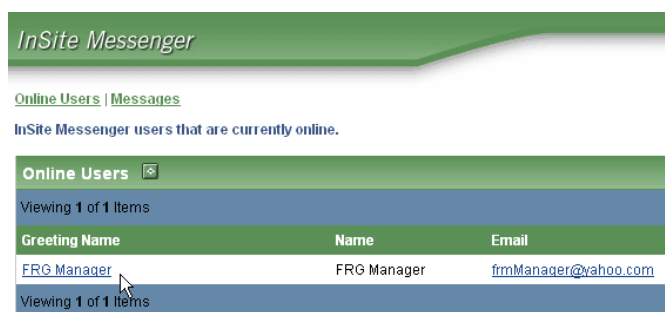 InSite Messenger
Online Users | Messages
InSite Messenger users that are currently online.
Online Users
Viewing 1 of 1 Items
Greeting Name Name Email
FRG Manager FRG Manager frmManager@yahoo.com
Viewing 1 of 1 Items